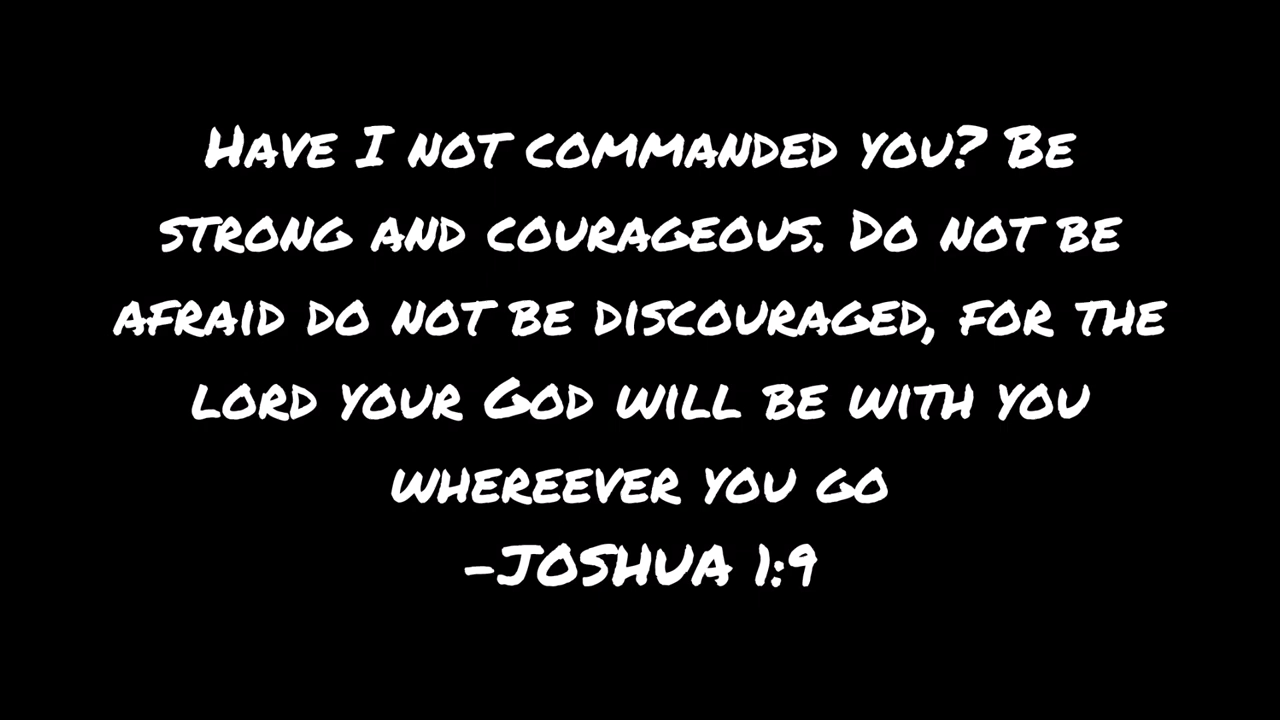 Have I not commanded you? Be
strong and courageous. Do not be
afraid do not be discouraged, for the
lord your God will be with you
whereever you go
-JOSHUA 1:9